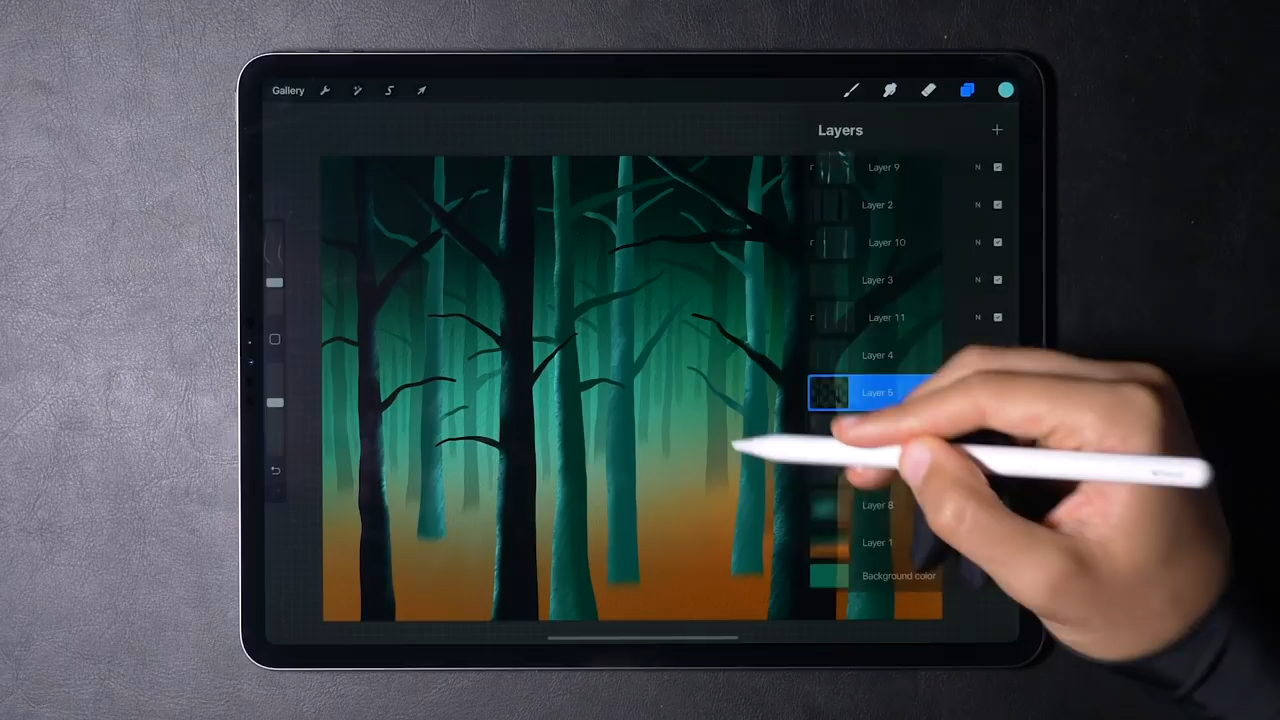 Gallery
Layers
Layer 9 N
Layer 2 N
Layer 10 N
Layer 3 N
Layer 11 N
Layer 4
Layer 5
Layer 8
Layer 1
Background color